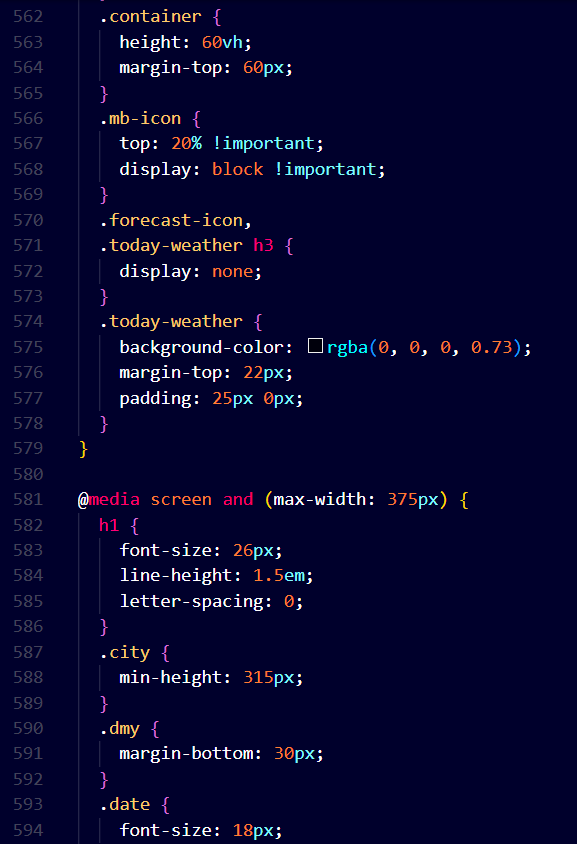 562 .container {
563 height: 60vh;
564 margin-top: 60px;
565 }
566 .mb-icon {
567 top: 20% !important;
568 display: block !important;
569 }
570 .forecast-icon,
571 .today-weather h3 {
572 display: none;
573 }
574 .today-weather {
575 background-color: rgba(0, 0, 0, 0.73);
576 margin-top: 22px;
577 padding: 25px 0px;
578 }
579 }
580
581 @media screen and (max-width: 375px) {
582 h1 {
583 font-size: 26px;
584 line-height: 1.5em;
585 letter-spacing: 0;
586 }
587 .city {
588 min-height: 315px;
589 }
590 .dmy {
591 margin-bottom: 30px;
592 }
593 .date {
594 font-size: 18px;